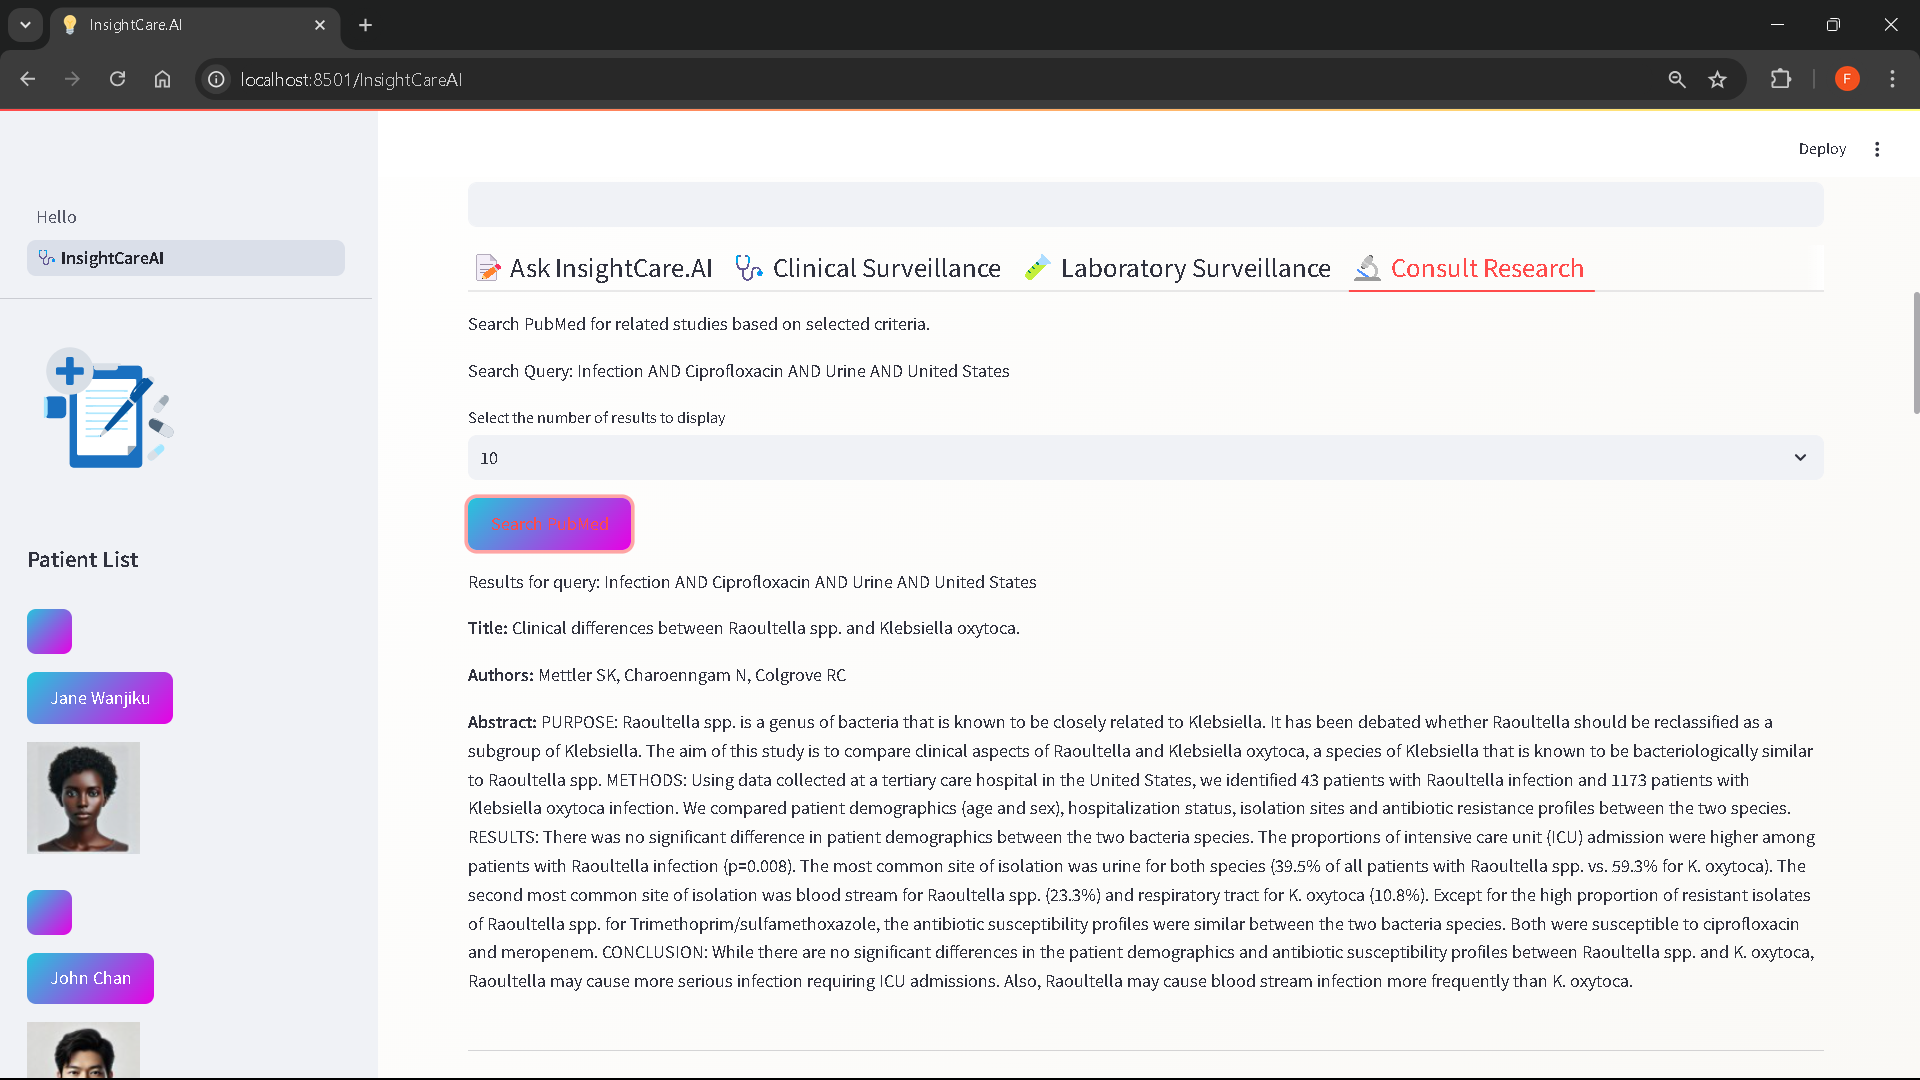 InsightCare.AI
localhost:8501/InsightCareAI
F
Deploy
Hello
InsightCareAI
Patient List
Jane Wanjiku
John Chan
Ask InsightCare.AI
Clinical Surveillance
Laboratory Surveillance
Consult Research
Search PubMed for related studies based on selected criteria.
Search Query: Infection AND Ciprofloxacin AND Urine AND United States
Select the number of results to display
10
Search PubMed
Results for query: Infection AND Ciprofloxacin AND Urine AND United States
Title: Clinical differences between Raoultella spp. and Klebsiella oxytoca.
Authors: Mettler SK, Charoenngam N, Colgrove RC
Abstract: PURPOSE: Raoultella spp. is a genus of bacteria that is known to be closely related to Klebsiella. It has been debated whether Raoultella should be reclassified as a
subgroup of Klebsiella. The aim of this study is to compare clinical aspects of Raoultella and Klebsiella oxytoca, a species of Klebsiella that is known to be bacteriologically similar
to Raoultella spp. METHODS: Using data collected at a tertiary care hospital in the United States, we identified 43 patients with Raoultella infection and 1173 patients with
Klebsiella oxytoca infection. We compared patient demographics (age and sex), hospitalization status, isolation sites and antibiotic resistance profiles between the two species.
RESULTS: There was no significant difference in patient demographics between the two bacteria species. The proportions of intensive care unit (ICU) admission were higher among
patients with Raoultella infection (p=0.008). The most common site of isolation was urine for both species (39.5% of all patients with Raoultella spp. vs. 59.3% for K. oxytoca). The
second most common site of isolation was blood stream for Raoultella spp. (23.3%) and respiratory tract for K. oxytoca (10.8%). Except for the high proportion of resistant isolates
of Raoultella spp. for Trimethoprim/sulfamethoxazole, the antibiotic susceptibility profiles were similar between the two bacteria species. Both were susceptible to ciprofloxacin
and meropenem. CONCLUSION: While there are no significant differences in the patient demographics and antibiotic susceptibility profiles between Raoultella spp. and K. oxytoca,
Raoultella may cause more serious infection requiring ICU admissions. Also, Raoultella may cause blood stream infection more frequently than K. oxytoca.